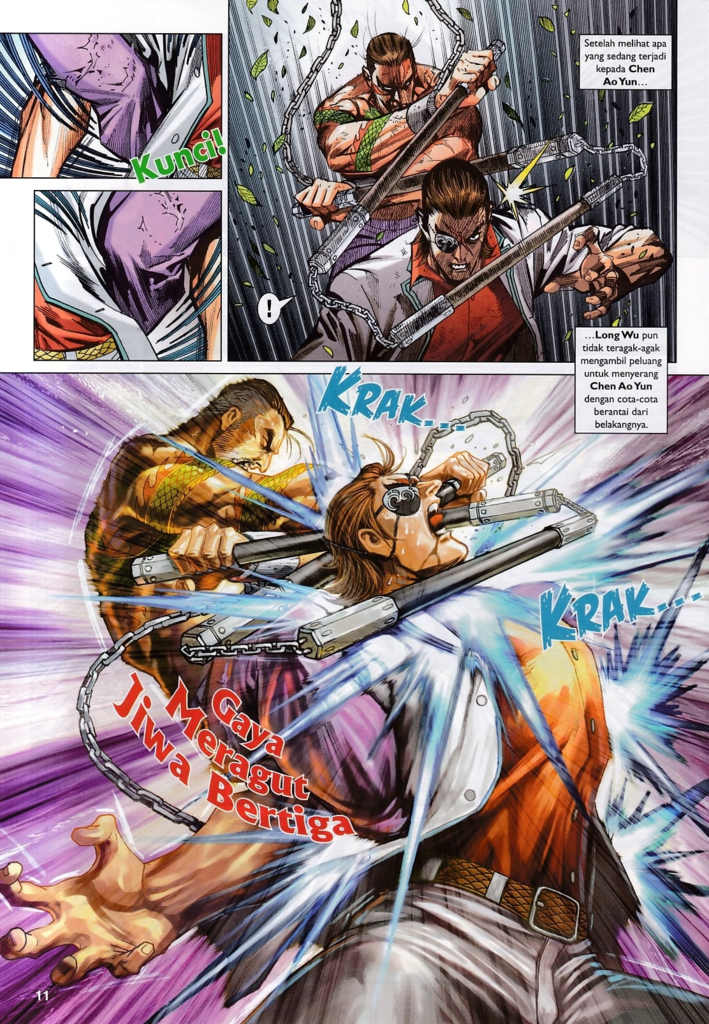 Kunci!
Setelah melihat apa
yang sedang terjadi
kepada Chen
Ao Yun...
!
...Long Wu pun
tidak teragak-agak
mengambil peluang
untuk menyerang
Chen Ao Yun
dengan cota-cota
berantai dari
belakangnya.
KRAK...
KRAK...
Gaya
Meragut
Jiwa Bertiga
11